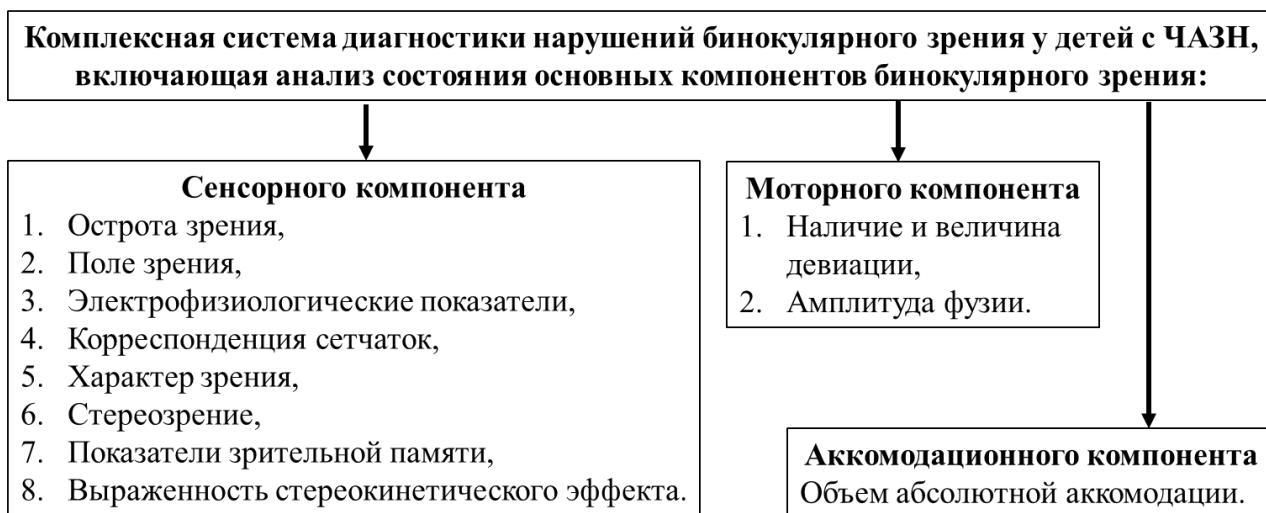 Комплексная система диагностики нарушений бинокулярного зрения у детей с ЧАЗН,
включающая анализ состояния основных компонентов бинокулярного зрения:
Сенсорного компонента
1. Острота зрения,
2. Поле зрения,
3. Электрофизиологические показатели,
4. Корреспонденция сетчаток,
5. Характер зрения,
6. Стереозрение,
7. Показатели зрительной памяти,
8. Выраженность стереокинетического эффекта.
Моторного компонента
1. Наличие и величина
девиации,
2. Амплитуда фузии.
Аккомодационного компонента
Объем абсолютной аккомодации.